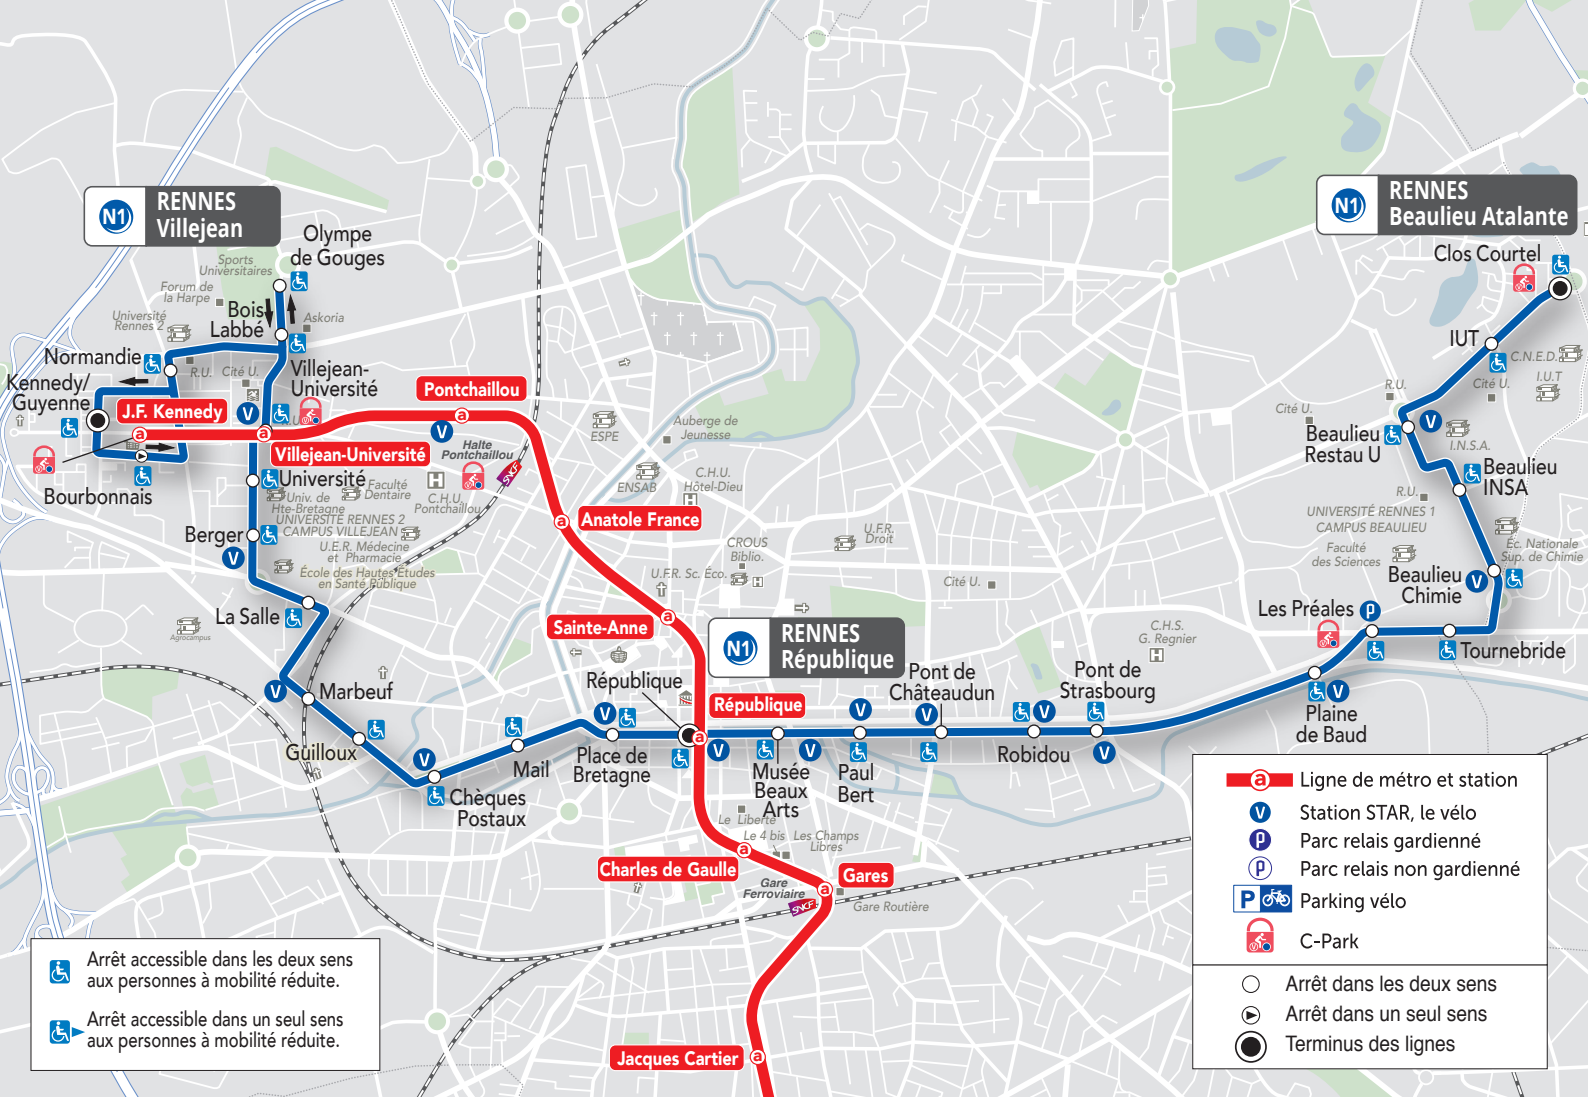 N1
RENNES
Villejean
N1
RENNES
Beaulieu Atalante
Olympe
de Gouges
Clos Courtel
Sports
Universitaires
Forum de
la Harpe
Bois
Labbé
Askoria
Université
Rennes 2
Normandie
R.U.
Cité U.
Villejean-
Université
Kennedy/
Guyenne
J.F. Kennedy
V
Pontchaillou
a
V
Halte
Pontchaillou
SNCF
Villejean-Université
Bourbonnais
Université
Univ. de
Hte-Bretagne
Faculté
Dentaire
H
C.H.U.
Pontchaillou
UNIVERSITÉ RENNES 2
CAMPUS VILLEJEAN
Berger
V
U.E.R. Médecine
et Pharmacie
École des Hautes Études
en Santé Publique
La Salle
Agrocampus
V
Marbeuf
Guilloux
V
Chèques
Postaux
Mail
ESPE
Auberge de
Jeunesse
ENSAB
C.H.U.
Hôtel-Dieu
H
Anatole France
CROUS
Biblio.
U.F.R.
Droit
U.F.R. Sc. Éco.
H
Sainte-Anne
N1
RENNES
République
République
République
V
Place de
Bretagne
V
Musée
Beaux
Arts
V
Paul
Bert
V
Pont de
Châteaudun
V
Robidou
V
Pont de
Strasbourg
V
Cité U.
C.H.S.
G. Regnier
H
Plaine
de Baud
V
Les Préales
P
Tournebride
Beaulieu
Chimie
V
Éc. Nationale
Sup. de Chimie
Faculté
des Sciences
UNIVERSITÉ RENNES 1
CAMPUS BEAULIEU
R.U.
Beaulieu
INSA
I.N.S.A.
Beaulieu
Restau U
V
Cité U.
R.U.
IUT
C.N.E.D.
I.U.T
Cité U.
Le Liberté
Le 4 bis
Les Champs
Libres
Charles de Gaulle
Gares
Gare
Ferroviaire
SNCF
Gare Routière
Jacques Cartier
a
Arrêt accessible dans les deux sens
aux personnes à mobilité réduite.
Arrêt accessible dans un seul sens
aux personnes à mobilité réduite.
a Ligne de métro et station
V Station STAR, le vélo
P Parc relais gardienné
P Parc relais non gardienné
P Parking vélo
C-Park
Arrêt dans les deux sens
Arrêt dans un seul sens
Terminus des lignes